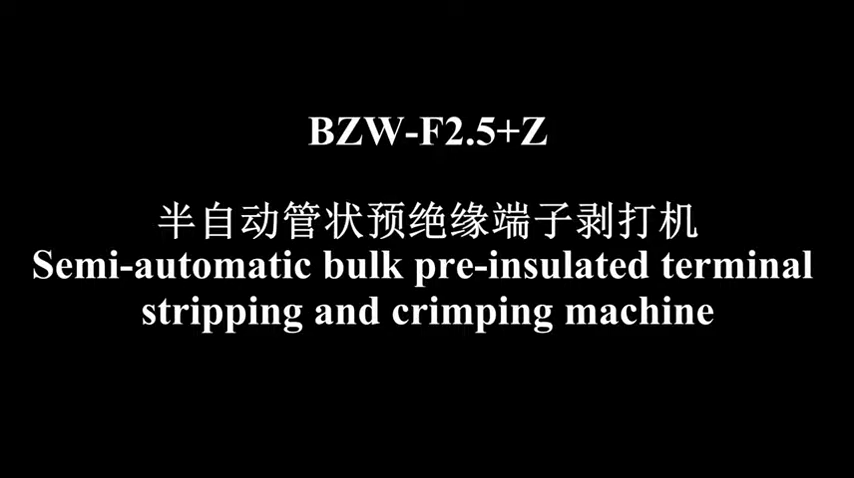 BZW-F2.5+Z
半自动管状预绝缘端子剥打机
Semi-automatic bulk pre-insulated terminal
stripping and crimping machine